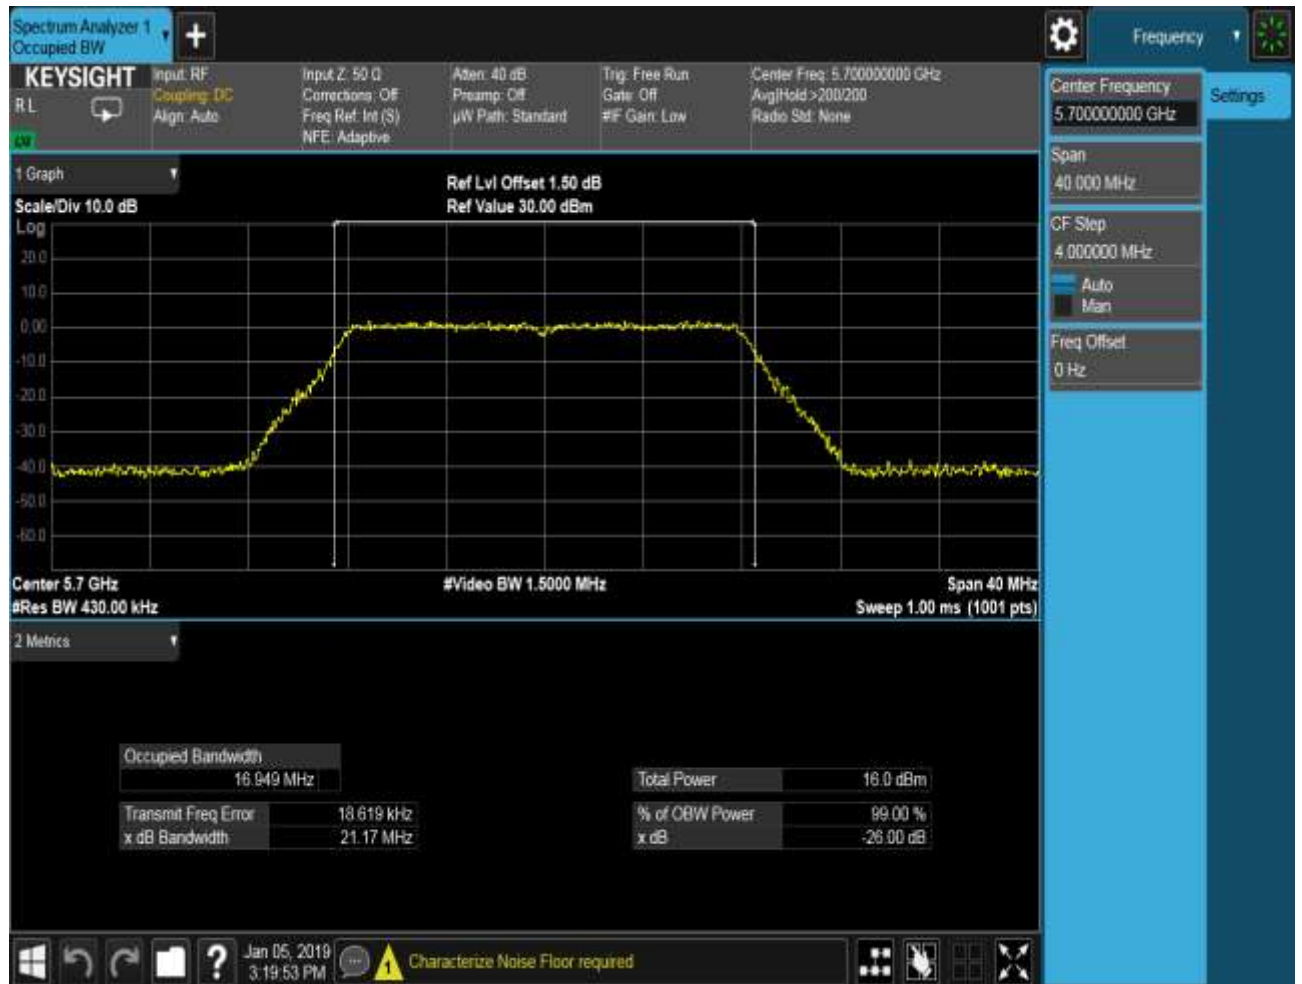 Spectrum Analyzer 1
Occupied BW
+
Frequency
KEYSIGHT
R L
Input: RF
Coupling: DC
Align: Auto
Input Z: 50 Ω
Corrections: Off
Freq Ref: Int (S)
NFE: Adaptive
Atten: 40 dB
Preamp: Off
µW Path: Standard
Trig: Free Run
Gate: Off
#IF Gain: Low
Center Freq: 5.700000000 GHz
Avg|Hold:>200/200
Radio Std: None
Center Frequency
5.700000000 GHz
Settings
Span
40.000 MHz
CF Step
4.000000 MHz
Auto
Man
Freq Offset
0 Hz
1 Graph
Scale/Div 10.0 dB
Ref Lvl Offset 1.50 dB
Ref Value 30.00 dBm
Log
20.0
10.0
0.00
-10.0
-20.0
-30.0
-40.0
-50.0
-60.0
Center 5.7 GHz
#Video BW 1.5000 MHz
Span 40 MHz
#Res BW 430.00 kHz
Sweep 1.00 ms (1001 pts)
2 Metrics
Occupied Bandwidth
16.949 MHz
Total Power 16.0 dBm
Transmit Freq Error 18.619 kHz
% of OBW Power 99.00 %
x dB Bandwidth 21.17 MHz
x dB -26.00 dB
? Jan 05, 2019
3:19:53 PM
1
Characterize Noise Floor required